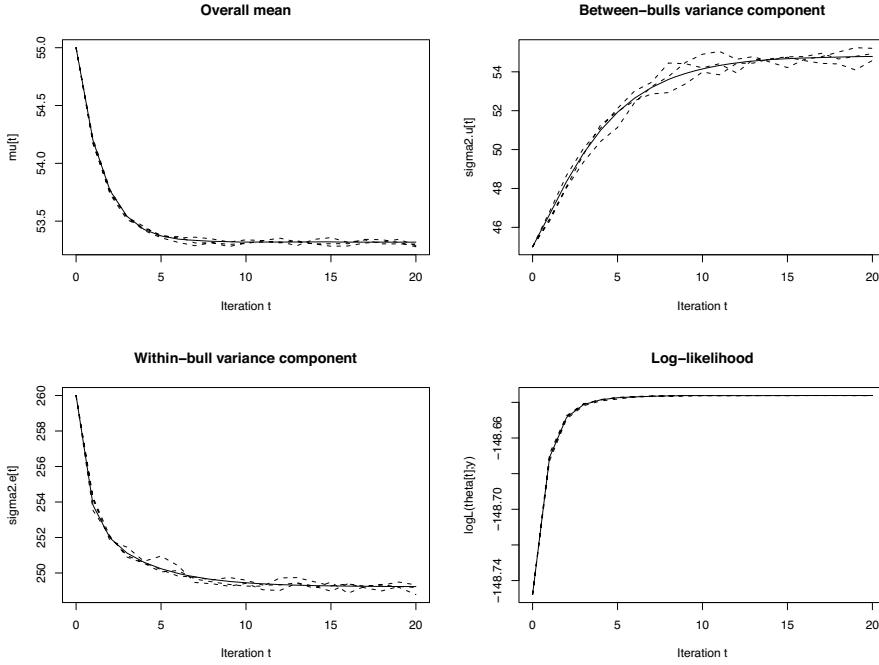 Overall mean
mu[t]
55.0
54.5
54.0
53.5
0 5 10 15 20
Iteration t
Between−bulls variance component
sigma2.u[t]
54
52
50
48
46
0 5 10 15 20
Iteration t
Within−bull variance component
sigma2.e[t]
260
258
256
254
252
250
0 5 10 15 20
Iteration t
Log−likelihood
logL(theta[t];y)
−148.66
−148.70
−148.74
0 5 10 15 20
Iteration t